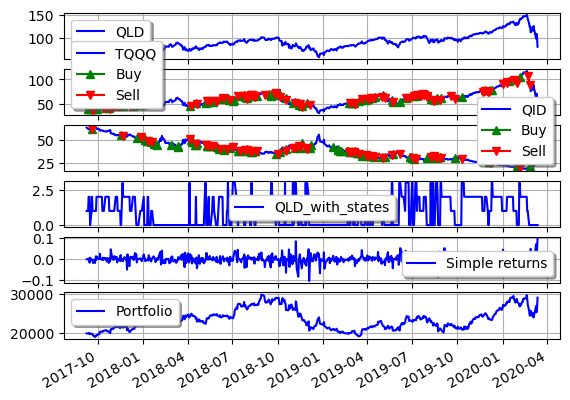 150
100
QLD
100
50
TQQQ
Buy
Sell
50
25
QID
Buy
Sell
2.5
0.0
QLD_with_states
0.1
0.0
−0.1
Simple returns
30000
20000
Portfolio
2017-10
2018-01
2018-04
2018-07
2018-10
2019-01
2019-04
2019-07
2019-10
2020-01
2020-04